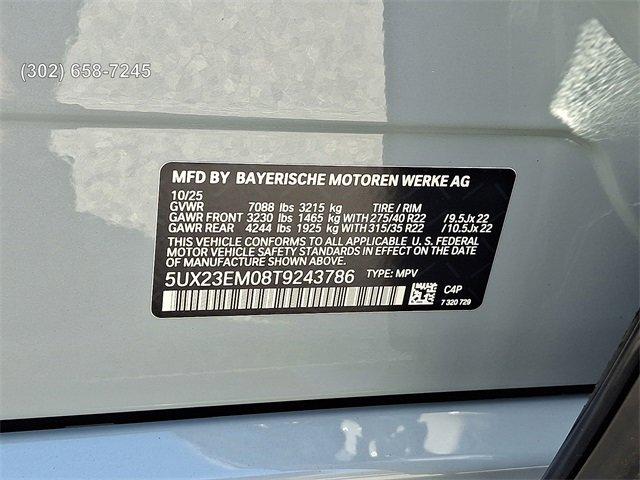 (302) 658-7245
MFD BY BAYERISCHE MOTOREN WERKE AG
10/25
GVWR 7088 lbs 3215 kg TIRE / RIM
GAWR FRONT 3230 lbs 1465 kg WITH 275/40 R22 /9.5Jx 22
GAWR REAR 4244 lbs 1925 kg WITH 315/35 R22 /10.5Jx 22
THIS VEHICLE CONFORMS TO ALL APPLICABLE U. S. FEDERAL
MOTOR VEHICLE SAFETY STANDARDS IN EFFECT ON THE DATE
OF MANUFACTURE SHOWN ABOVE.
5UX23EM08T9243786 TYPE: MPV
C4P
7 320 729